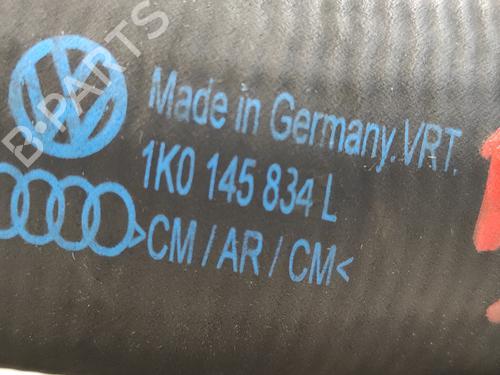 B-PARTS
Made in Germany.VRT.
1K0 145 834 L
>CM / AR / CM<